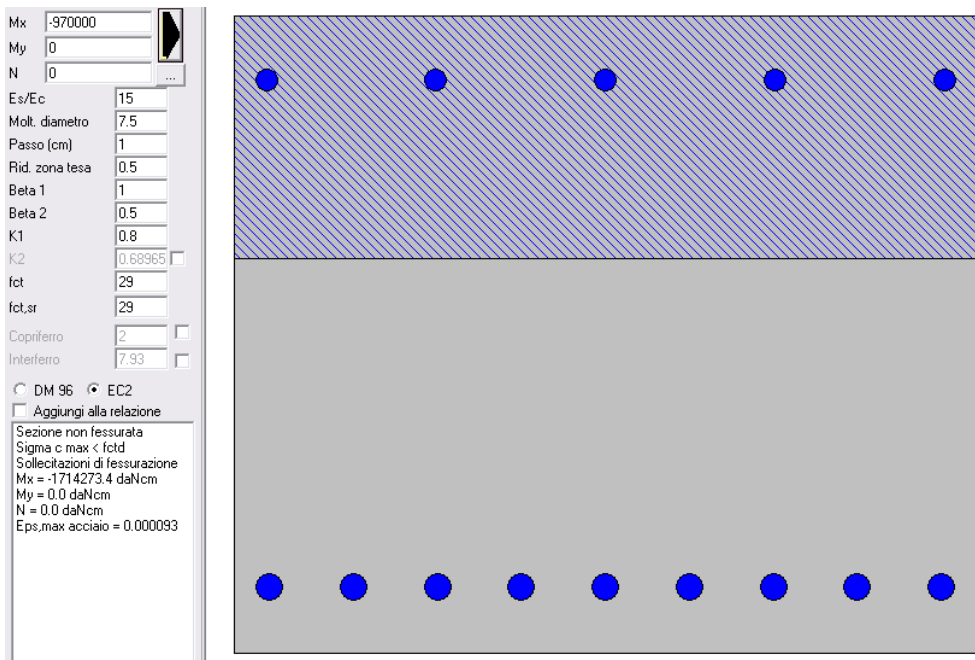 Mx -970000
My 0
N 0
...
Es/Ec 15
Molt. diametro 7.5
Passo (cm) 1
Rid. zona tesa 0.5
Beta 1 1
Beta 2 0.5
K1 0.8
K2 0.68965
fct 29
fct,sr 29
Copriferro 2
Interferro 7.93
DM 96 EC2
Aggiungi alla relazione
Sezione non fessurata
Sigma c max < fctd
Sollecitazioni di fessurazione
Mx = -1714273.4 daNcm
My = 0.0 daNcm
N = 0.0 daNcm
Eps,max acciaio = 0.000093